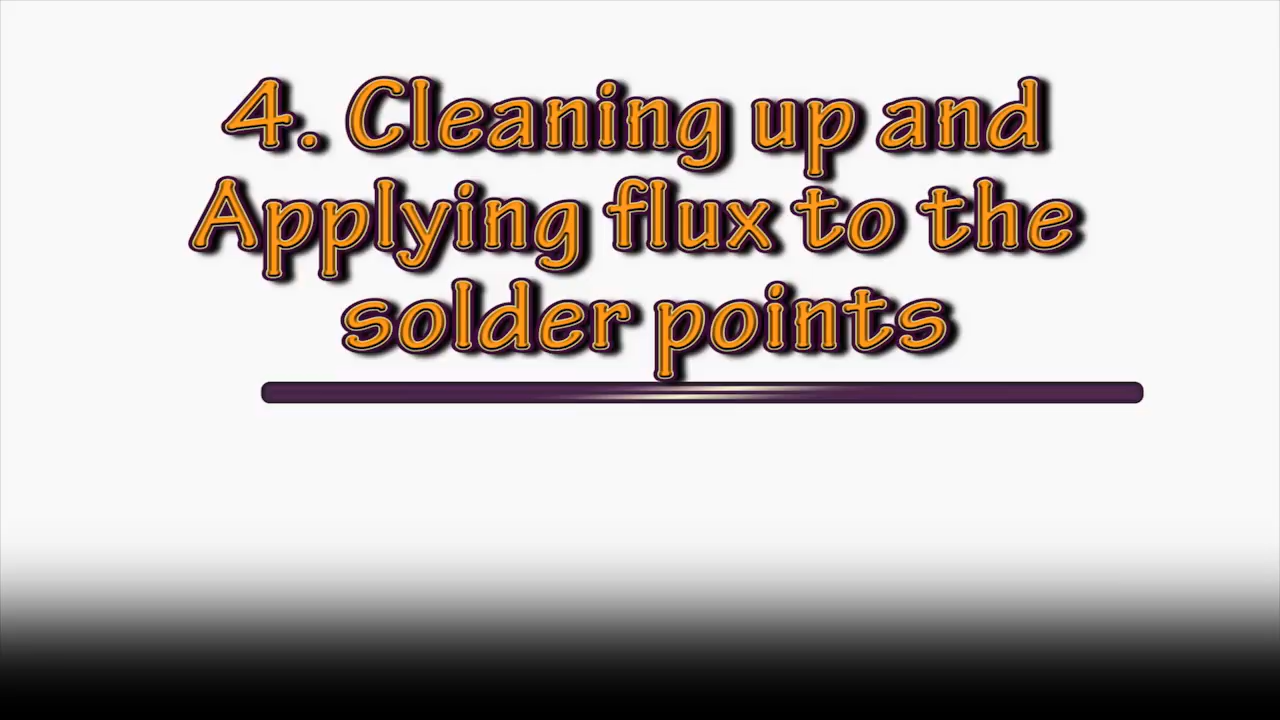 4. Cleaning up and
Applying flux to the
solder points